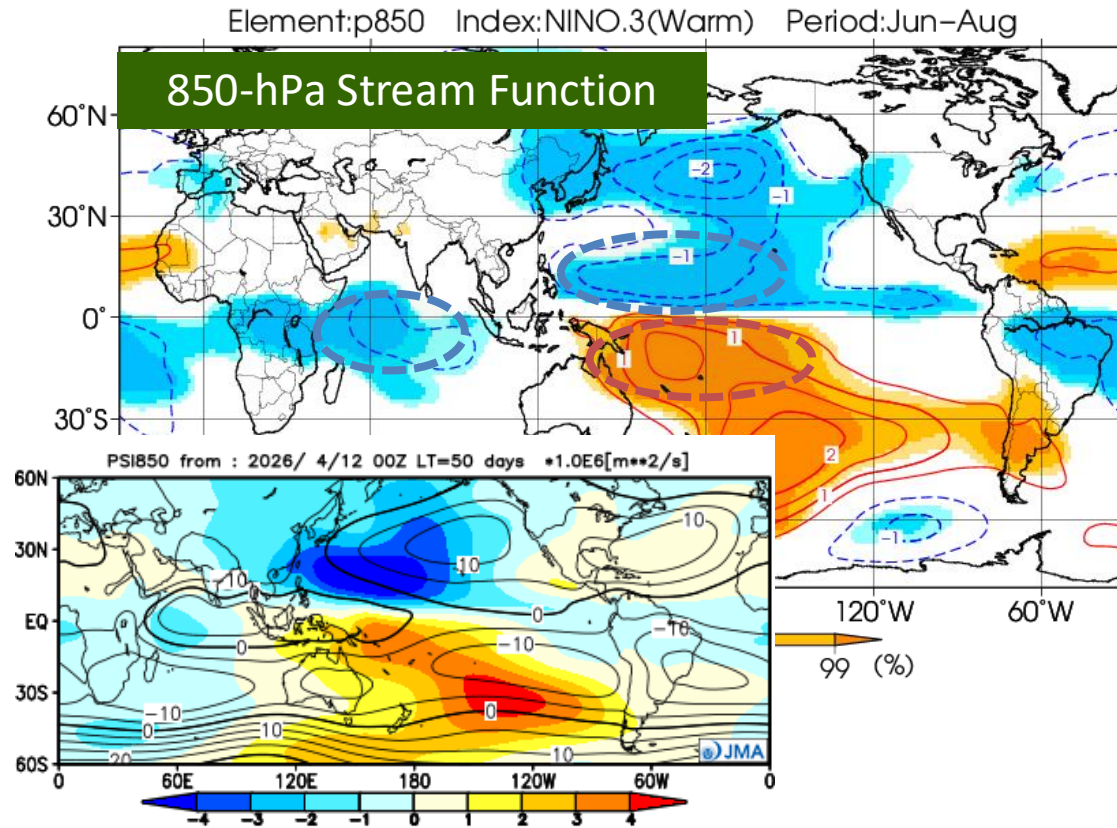 Element:p850 Index:NINO.3(Warm) Period:Jun-Aug
850-hPa Stream Function
60°N
30°N
0°
30°S
-2
-1
-1
1
1
2
1
-1
120°W 60°W
99 (%)
PSI850 from : 2026/ 4/12 00Z LT=50 days *1.0E6[m**2/s]
60N
30N
EQ
30S
60S
10
10
10
0
0
-10
-10
-10
0
0
10
10
20
JMA
0 60E 120E 180 120W 60W 0
-4 -3 -2 -1 0 1 2 3 4